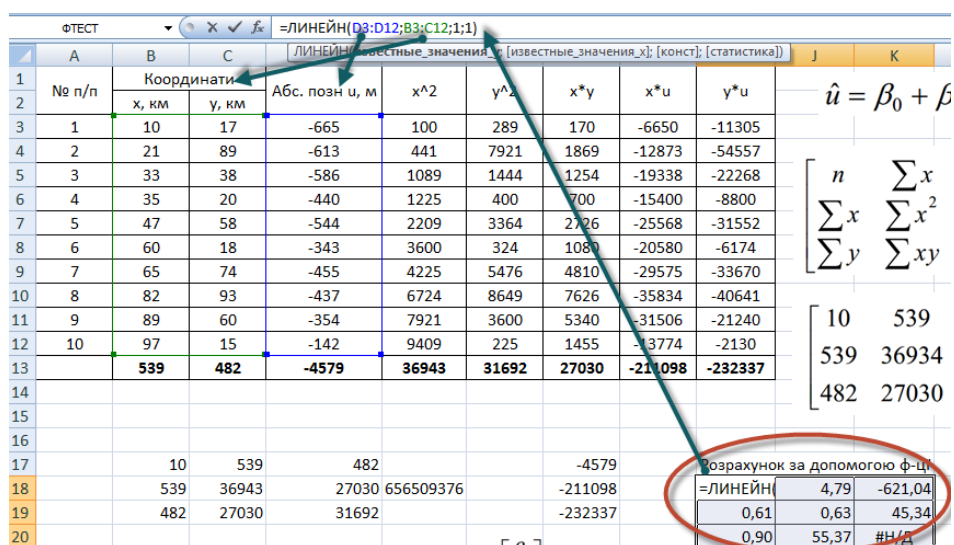 ФТЕСТ fx =ЛИНЕЙН(D3:D12;B3:C12;1;1)
A B C J K
1 № п/п Координати Абс. позн u, м x^2 y^2 x*y x*u y*u
2 x, км y, км
û = β₀ + β
3 1 10 17 -665 100 289 170 -6650 -11305
4 2 21 89 -613 441 7921 1869 -12873 -54557
5 3 33 38 -586 1089 1444 1254 -19338 -22268
6 4 35 20 -440 1225 400 700 -15400 -8800
7 5 47 58 -544 2209 3364 2726 -25568 -31552
8 6 60 18 -343 3600 324 1080 -20580 -6174
9 7 65 74 -455 4225 5476 4810 -29575 -33670
10 8 82 93 -437 6724 8649 7626 -35834 -40641
11 9 89 60 -354 7921 3600 5340 -31506 -21240
12 10 97 15 -142 9409 225 1455 -13774 -2130
13 539 482 -4579 36943 31692 27030 -211098 -232337
n ∑x
∑x ∑x²
∑y ∑xy
10 539
539 36934
482 27030
14
15
16
17 10 539 482 -4579 Розрахунок за допомогою ф-ці
18 539 36943 27030 656509376 -211098 =ЛИНЕЙН( 4,79 -621,04
19 482 27030 31692 -232337 0,61 0,63 45,34
20 0,90 55,37 #Н/Д